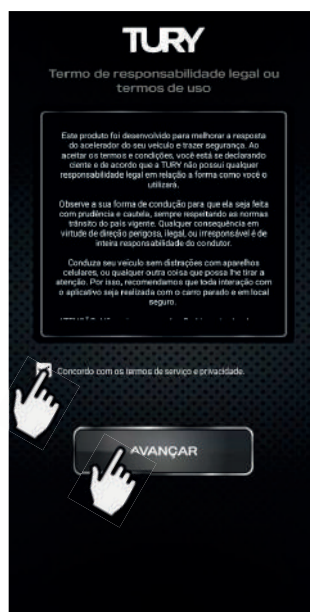 TURY
Termo de responsabilidade legal ou
termos de uso
Este produto foi desenvolvido para melhorar a resposta
do acelerador do seu veículo e trazer segurança. Ao
aceitar os termos e condições, você está se declarando
ciente e de acordo que a TURY não possui qualquer
responsabilidade legal em relação a forma como você o
utilizará.
Observe a sua forma de condução para que ela seja feita
com prudência e cautela, sempre respeitando as normas
trânsito do país vigente. Qualquer consequência em
virtude de direção perigosa, ilegal, ou irresponsável é de
inteira responsabilidade do condutor.
Conduza seu veículo sem distrações com aparelhos
celulares, ou qualquer outra coisa que possa lhe tirar a
atenção. Por isso, recomendamos que toda interação com
o aplicativo seja realizada com o carro parado e em local
seguro.
Concordo com os termos de serviço e privacidade.
AVANÇAR